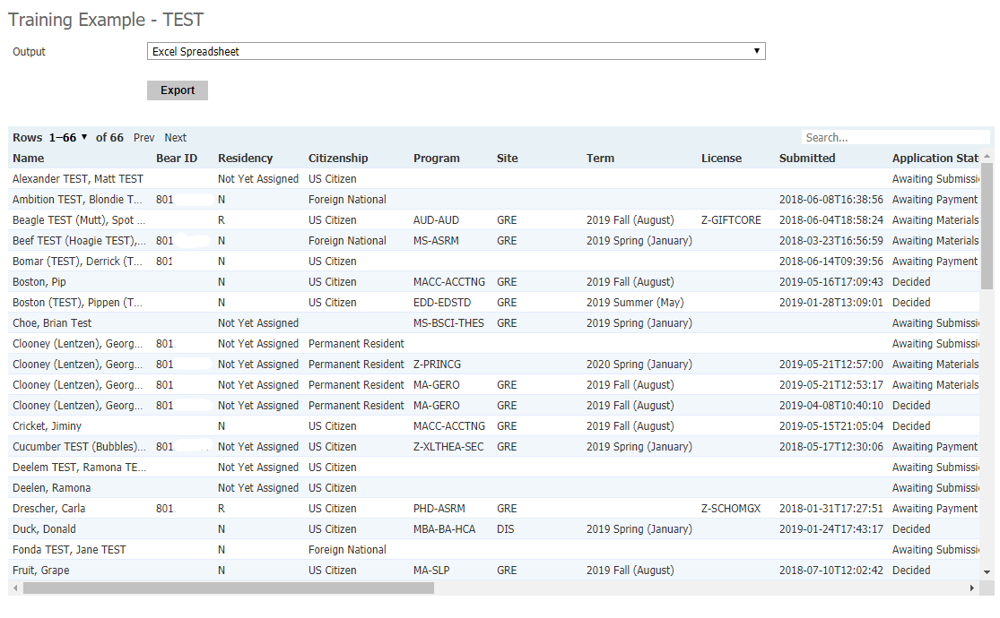 Training Example - TEST
Output Excel Spreadsheet
Export
Rows 1–66 of 66 Prev Next Search...
Name Bear ID Residency Citizenship Program Site Term License Submitted Application Stat
Alexander TEST, Matt TEST Not Yet Assigned US Citizen Awaiting Submissi
Ambition TEST, Blondie T... 801 N Foreign National 2018-06-08T16:38:56 Awaiting Payment
Beagle TEST (Mutt), Spot ... R US Citizen AUD-AUD GRE 2019 Fall (August) Z-GIFTCORE 2018-06-04T18:58:24 Awaiting Materials
Beef TEST (Hoagie TEST),... 801 N Foreign National MS-ASRM GRE 2019 Spring (January) 2018-03-23T16:56:59 Awaiting Materials
Bomar (TEST), Derrick (T... 801 N US Citizen 2018-06-14T09:39:56 Awaiting Payment
Boston, Pip N US Citizen MACC-ACCTNG GRE 2019 Fall (August) 2019-05-16T17:09:43 Decided
Boston (TEST), Pippen (T... N US Citizen EDD-EDSTD GRE 2019 Summer (May) 2019-01-28T13:09:01 Decided
Choe, Brian Test Not Yet Assigned MS-BSCI-THES GRE 2019 Spring (January) Awaiting Submissi
Clooney (Lentzen), Georg... 801 Not Yet Assigned Permanent Resident Awaiting Submissi
Clooney (Lentzen), Georg... 801 Not Yet Assigned Permanent Resident Z-PRINCG 2020 Spring (January) 2019-05-21T12:57:00 Awaiting Materials
Clooney (Lentzen), Georg... 801 Not Yet Assigned Permanent Resident MA-GERO GRE 2019 Fall (August) 2019-05-21T12:53:17 Awaiting Materials
Clooney (Lentzen), Georg... 801 Not Yet Assigned Permanent Resident MA-GERO GRE 2019 Fall (August) 2019-04-08T10:40:10 Decided
Cricket, Jiminy N US Citizen MACC-ACCTNG GRE 2019 Fall (August) 2019-05-15T21:05:04 Decided
Cucumber TEST (Bubbles)... 801 Not Yet Assigned US Citizen Z-XLTHEA-SEC GRE 2019 Spring (January) 2018-05-17T12:30:06 Awaiting Payment
Deelem TEST, Ramona TE... Not Yet Assigned US Citizen Awaiting Submissi
Deelen, Ramona Not Yet Assigned US Citizen Awaiting Submissi
Drescher, Carla 801 R US Citizen PHD-ASRM GRE Z-SCHOMGX 2018-01-31T17:27:51 Awaiting Payment
Duck, Donald N US Citizen MBA-BA-HCA DIS 2019 Spring (January) 2019-01-24T17:43:17 Decided
Fonda TEST, Jane TEST N Foreign National Awaiting Submissi
Fruit, Grape N US Citizen MA-SLP GRE 2019 Fall (August) 2018-07-10T12:02:42 Decided